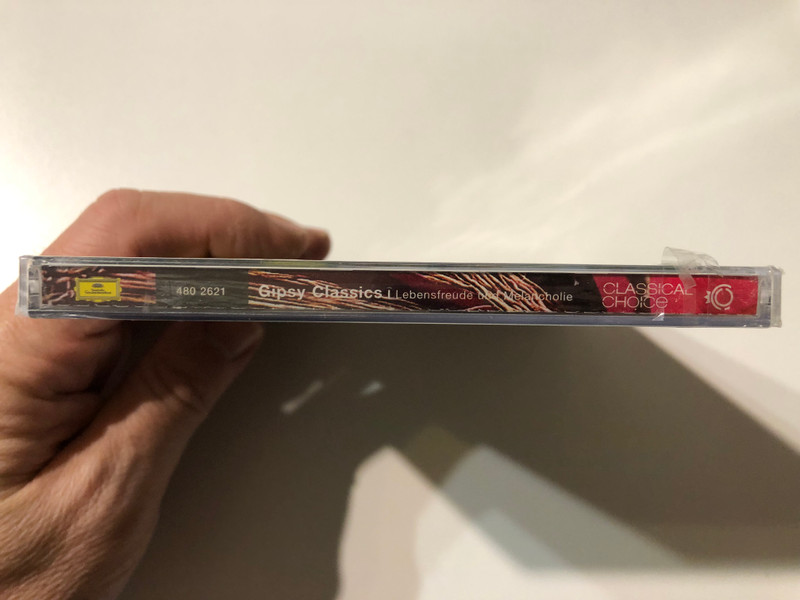 480 2621
Gipsy Classics | Lebensfreude und Melancholie
CLASSICAL
CHOICE